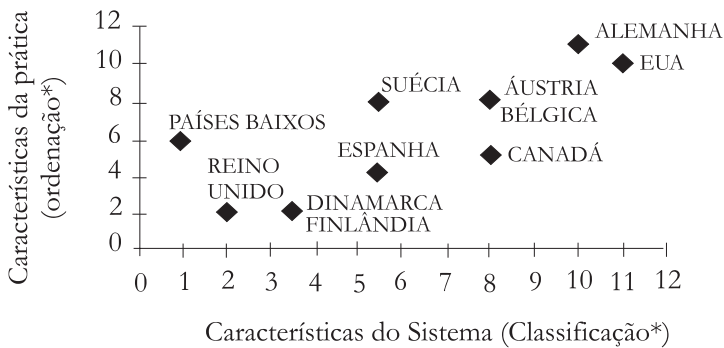 Características da prática
(ordenação*)
12
10
8
6
4
2
0
ALEMANHA
EUA
SUÉCIA
ÁUSTRIA
BÉLGICA
PAÍSES BAIXOS
ESPANHA
CANADÁ
REINO
UNIDO
DINAMARCA
FINLÂNDIA
0 1 2 3 4 5 6 7 8 9 10 11 12
Características do Sistema (Classificação*)